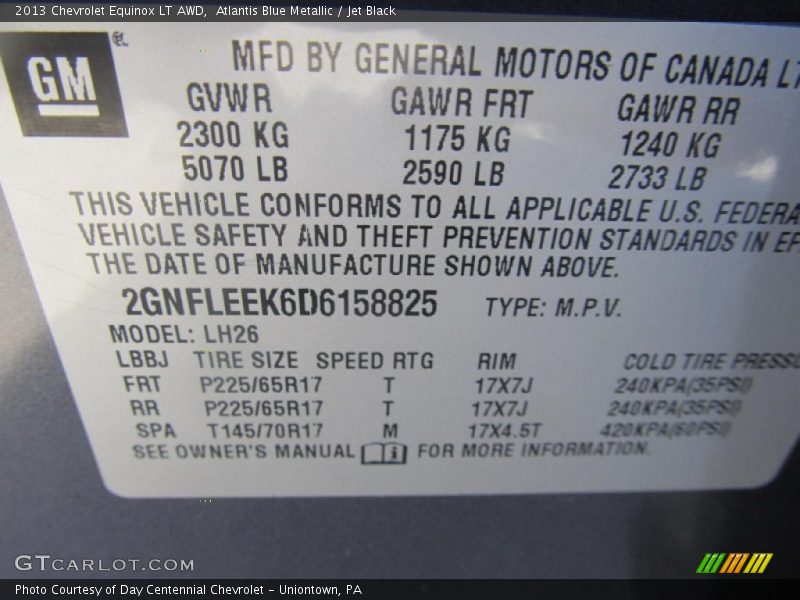 2013 Chevrolet Equinox LT AWD, Atlantis Blue Metallic / Jet Black
GM
MFD BY GENERAL MOTORS OF CANADA LT
GVWR GAWR FRT GAWR RR
2300 KG 1175 KG 1240 KG
5070 LB 2590 LB 2733 LB
THIS VEHICLE CONFORMS TO ALL APPLICABLE U.S. FEDERA
VEHICLE SAFETY AND THEFT PREVENTION STANDARDS IN EF
THE DATE OF MANUFACTURE SHOWN ABOVE.
2GNFLEEK6D6158825 TYPE: M.P.V.
MODEL: LH26
LBBJ TIRE SIZE SPEED RTG RIM COLD TIRE PRESSU
FRT P225/65R17 T 17X7J 240KPA(35PSI)
RR P225/65R17 T 17X7J 240KPA(35PSI)
SPA T145/70R17 M 17X4.5T 420KPA(60PSI)
SEE OWNER'S MANUAL FOR MORE INFORMATION.
GTCARLOT.COM
Photo Courtesy of Day Centennial Chevrolet - Uniontown, PA